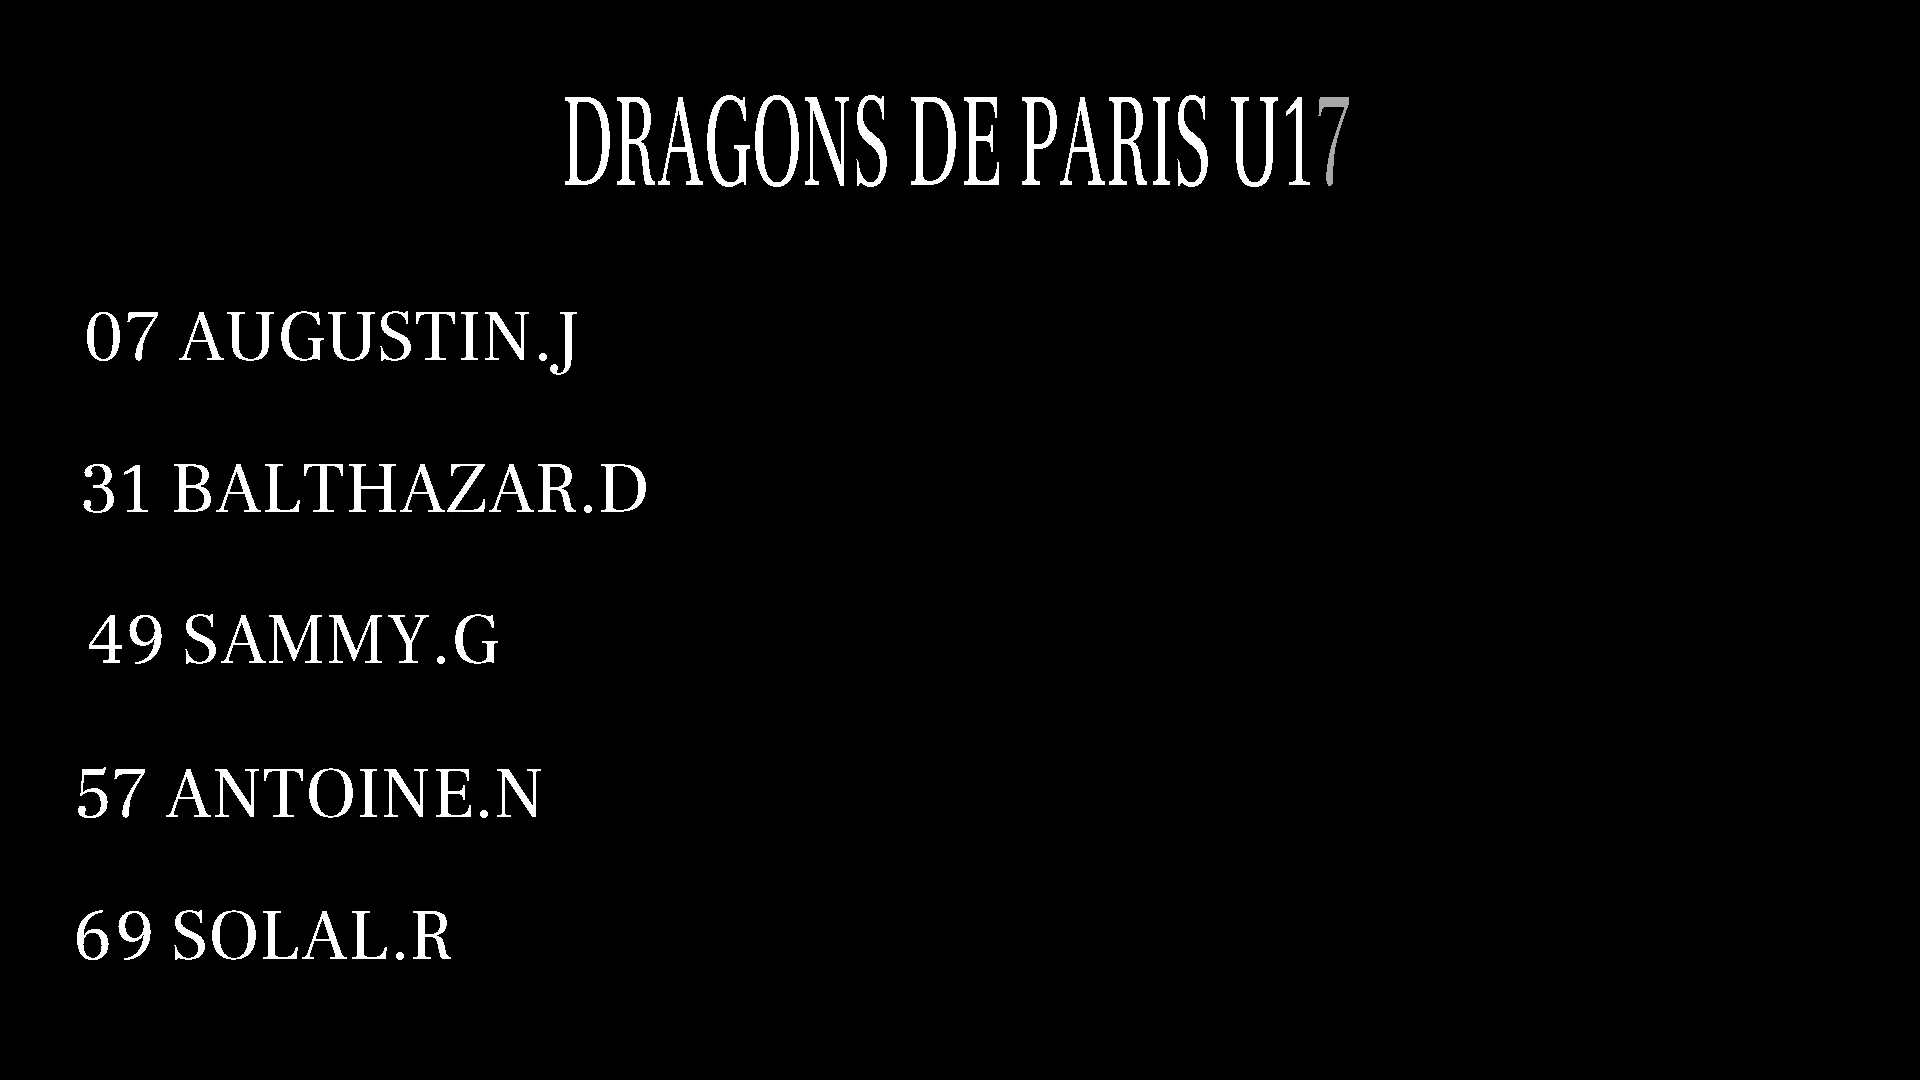 DRAGONS DE PARIS U17
07 AUGUSTIN.J
31 BALTHAZAR.D
49 SAMMY.G
57 ANTOINE.N
69 SOLAL.R